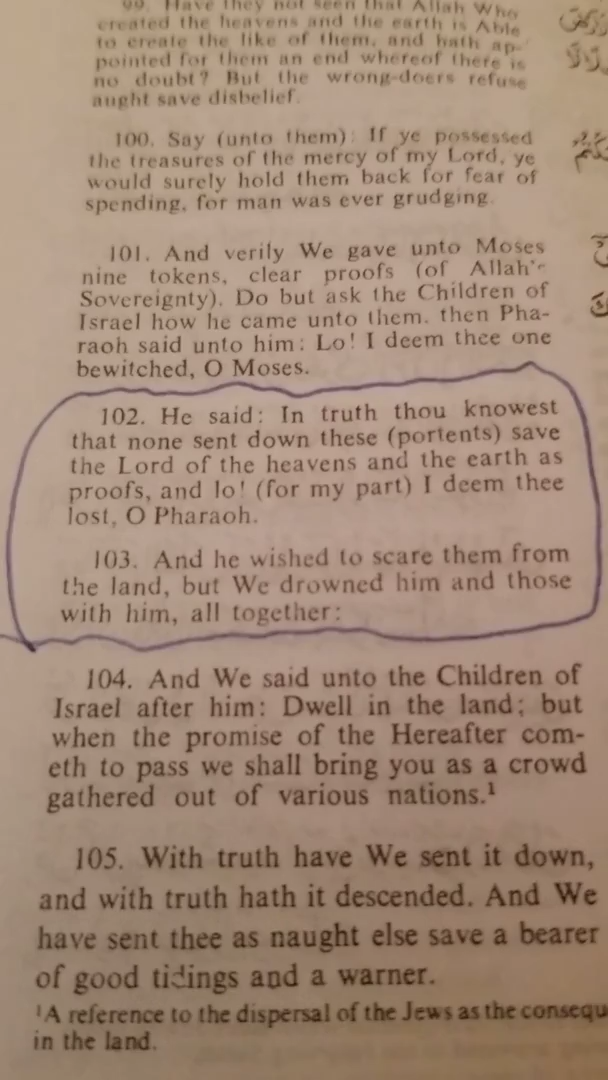 99. Have they not seen that Allah Who
created the heavens and the earth is Able
to create the like of them, and hath ap-
pointed for them an end whereof there is
no doubt? But the wrong-doers refuse
aught save disbelief.
100. Say (unto them): If ye possessed
the treasures of the mercy of my Lord, ye
would surely hold them back for fear of
spending, for man was ever grudging.
101. And verily We gave unto Moses
nine tokens, clear proofs (of Allah's
Sovereignty). Do but ask the Children of
Israel how he came unto them. then Pha-
raoh said unto him: Lo! I deem thee one
bewitched, O Moses.
102. He said: In truth thou knowest
that none sent down these (portents) save
the Lord of the heavens and the earth as
proofs, and lo! (for my part) I deem thee
lost, O Pharaoh.
103. And he wished to scare them from
the land, but We drowned him and those
with him, all together:
104. And We said unto the Children of
Israel after him: Dwell in the land; but
when the promise of the Hereafter com-
eth to pass we shall bring you as a crowd
gathered out of various nations.¹
105. With truth have We sent it down,
and with truth hath it descended. And We
have sent thee as naught else save a bearer
of good tidings and a warner.
¹A reference to the dispersal of the Jews as the consequ
in the land.